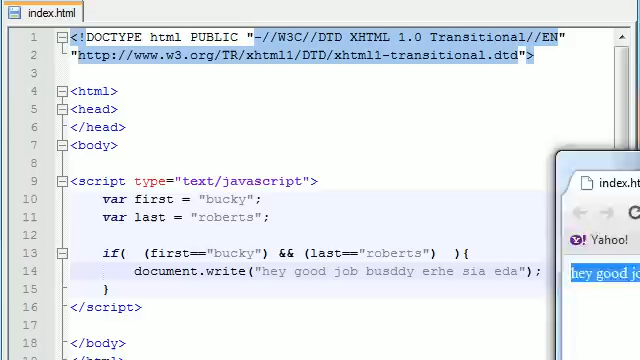 index.html
1 <!DOCTYPE html PUBLIC "-//W3C//DTD XHTML 1.0 Transitional//EN"
2 "http://www.w3.org/TR/xhtml1/DTD/xhtml1-transitional.dtd">
3
4 <html>
5 <head>
6 </head>
7 <body>
8
9 <script type="text/javascript">
10 var first = "bucky";
11 var last = "roberts";
12
13 if( (first=="bucky") && (last=="roberts") ){
14 document.write("hey good job busddy erhe sia eda");
15 }
16 </script>
17
18 </body>
index.ht
Yahoo!
hey good jo